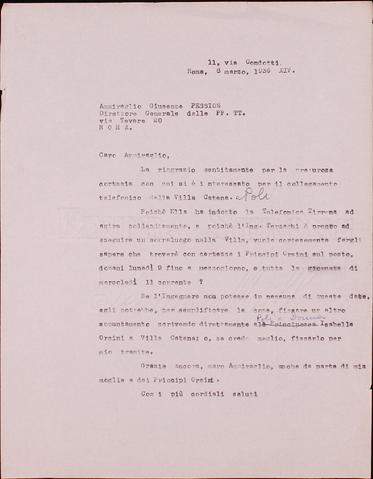 11, via Condotti.
Roma, 8 marzo, 1936 XIV.
Ammiraglio Giuseppe PESSION
Direttore Generale delle PP. TT.
via Tevere 20
R O M A.
Caro Ammiraglio,
La ringrazio sentitamente per la premurosa
cortesia con cui si è interessato per il collegamento
telefonico della Villa Catena. a Poli
Poichè Ella ha indotto la Telefonica Tirrena ad
agire sollecitamente, e poichè l'Ing. è pronto ad
eseguire un sopraluogo nella Villa, vuole cortesemente fargli
sapere che troverà con certezza i Principi Orsini sul posto,
domani lunedì 9 fino a mezzogiorno, e tutta la giornata di
mercoledì 11 corrente ?
Se l'Ingegnere non potesse in nessuna di queste date,
egli potrebbe, per semplificare le cose, fissare un altro
appuntamento scrivendo direttamente alla Principessa Isabella
Poli a Donna
Orsini a Villa Catena; o, se crede meglio, fissarlo per
mio tramite.
Grazie ancora, caro Ammiraglio, anche da parte di mia
moglie e dei Principi Orsini.
Con i più cordiali saluti